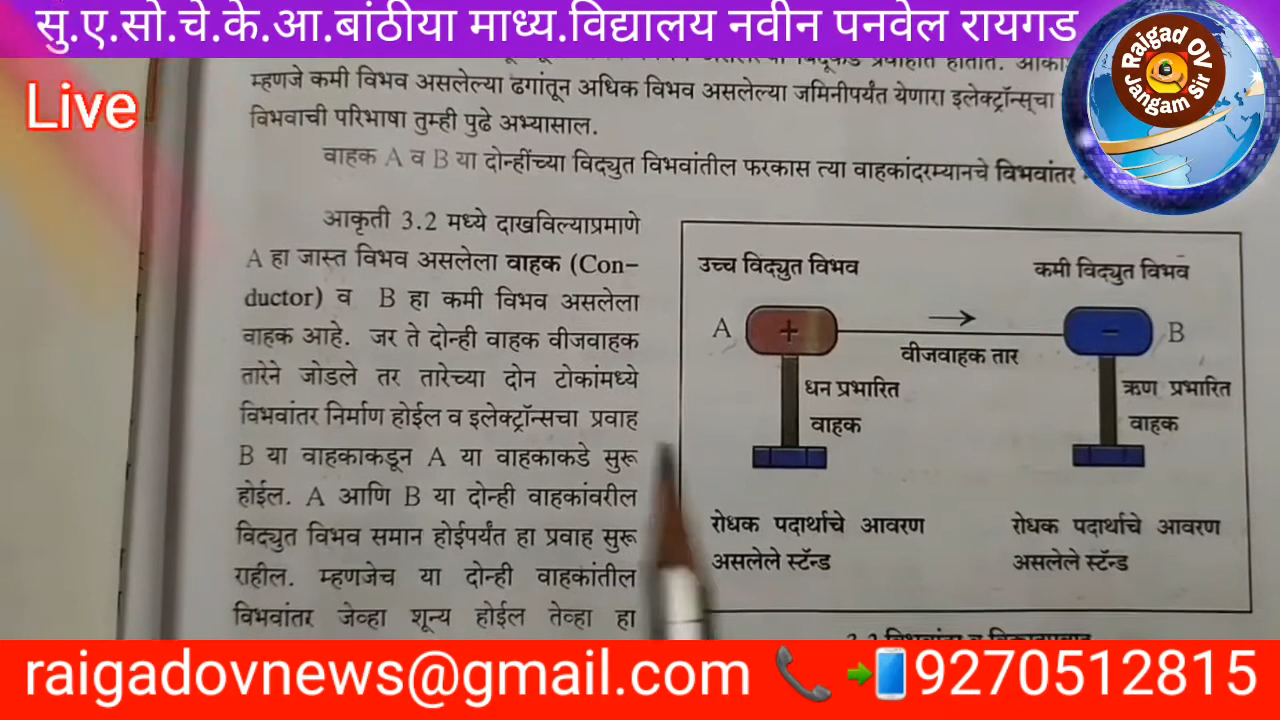 सु.ए.सो.चे.के.आ.बांठीया माध्य.विद्यालय नवीन पनवेल रायगड
Raigad OV
Jangam Sir
Live
म्हणजे कमी विभव असलेल्या ढगांतून अधिक विभव असलेल्या जमिनीपर्यंत येणारा इलेक्ट्रॉन्सचा
विभवाची परिभाषा तुम्ही पुढे अभ्यासाल.
वाहक A व B या दोन्हींच्या विद्युत विभवांतील फरकास त्या वाहकांदरम्यानचे विभवांतर
आकृती 3.2 मध्ये दाखविल्याप्रमाणे
A हा जास्त विभव असलेला वाहक (Con-
ductor) व B हा कमी विभव असलेला
वाहक आहे. जर ते दोन्ही वाहक वीजवाहक
तारेने जोडले तर तारेच्या दोन टोकांमध्ये
विभवांतर निर्माण होईल व इलेक्ट्रॉन्सचा प्रवाह
B या वाहकाकडून A या वाहकाकडे सुरू
होईल. A आणि B या दोन्ही वाहकांवरील
विद्युत विभव समान होईपर्यंत हा प्रवाह सुरू
राहील. म्हणजेच या दोन्ही वाहकांतील
विभवांतर जेव्हा शून्य होईल तेव्हा हा
उच्च विद्युत विभव
कमी विद्युत विभव
A + − B
वीजवाहक तार
धन प्रभारित
वाहक
ऋण प्रभारित
वाहक
रोधक पदार्थाचे आवरण
असलेले स्टॅन्ड
रोधक पदार्थाचे आवरण
असलेले स्टॅन्ड
raigadovnews@gmail.com 9270512815